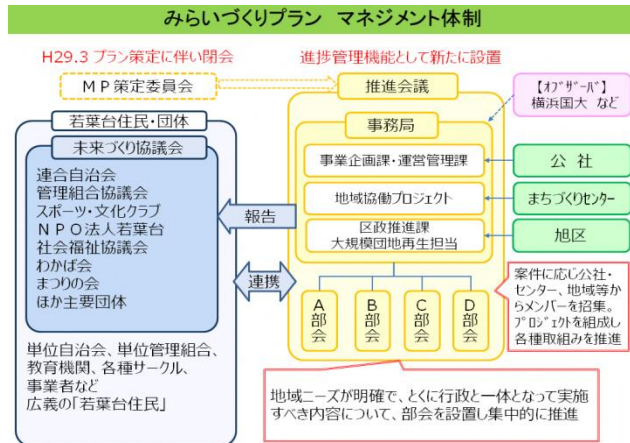 みらいづくりプラン マネジメント体制
H29.3 プラン策定に伴い閉会
進捗管理機能として新たに設置
ＭＰ策定委員会
推進会議
【ｵﾌﾞｻﾞｰﾊﾞ】
横浜国大 など
若葉台住民・団体
未来づくり協議会
連合自治会
管理組合協議会
スポーツ・文化クラブ
ＮＰＯ法人若葉台
社会福祉協議会
わかば会
まつりの会
ほか主要団体
単位自治会、単位管理組合、
教育機関、各種サークル、
事業者など
広義の「若葉台住民」
報告
連携
事務局
事業企画課・運営管理課
地域協働プロジェクト
区政推進課
大規模団地再生担当
公 社
まちづくりセンター
旭区
Ａ部会
Ｂ部会
Ｃ部会
Ｄ部会
案件に応じ公社・
センター、地域等か
らメンバーを招集。
プロジェクトを組成し
各種取組みを推進
地域ニーズが明確で、とくに行政と一体となって実施
すべき内容について、部会を設置し集中的に推進